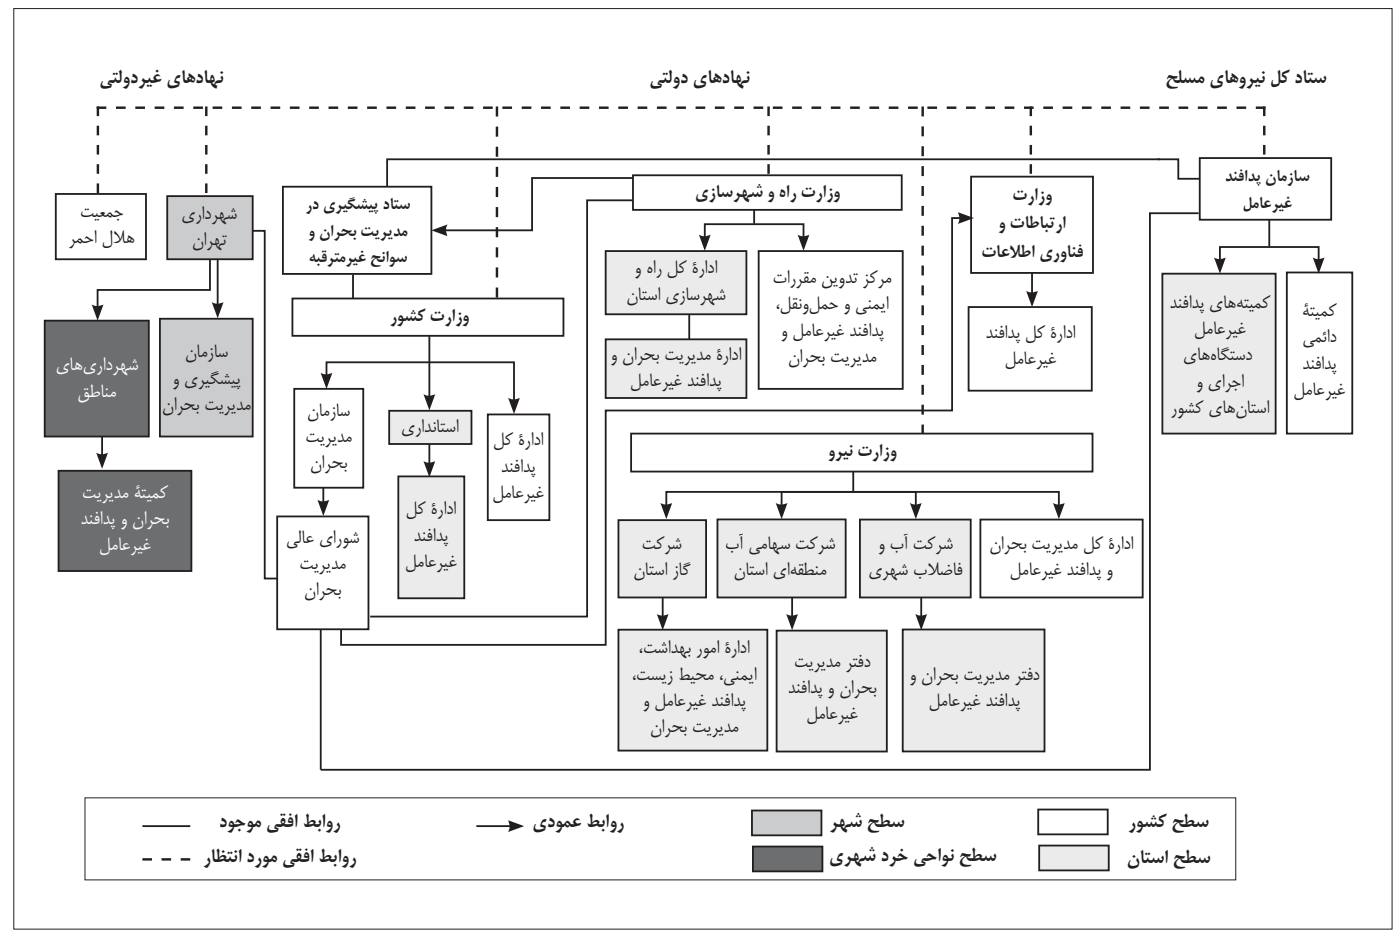 ستاد کل نیروهای مسلح
نهادهای دولتی
نهادهای غیردولتی
سازمان پدافند
غیرعامل
کمیتهٔ
دائمی
پدافند
غیرعامل
کمیته‌های پدافند
غیرعامل
دستگاه‌های
اجرای و
استان‌های کشور
وزارت
ارتباطات و
فناوری اطلاعات
ادارهٔ کل پدافند
غیرعامل
وزارت راه و شهرسازی
مرکز تدوین مقررات
ایمنی و حمل‌ونقل،
پدافند غیرعامل و
مدیریت بحران
ادارهٔ کل راه و
شهرسازی استان
ادارهٔ مدیریت بحران و
پدافند غیرعامل
وزارت نیرو
ادارهٔ کل مدیریت بحران
و پدافند غیرعامل
شرکت آب و
فاضلاب شهری
دفتر مدیریت بحران و
پدافند غیرعامل
شرکت سهامی آب
منطقه‌ای استان
دفتر مدیریت
بحران و پدافند
غیرعامل
شرکت
گاز استان
ادارهٔ امور بهداشت،
ایمنی، محیط زیست،
پدافند غیرعامل و
مدیریت بحران
ستاد پیشگیری در
مدیریت بحران و
سوانح غیرمترقبه
وزارت کشور
ادارهٔ کل
پدافند
غیرعامل
استانداری
ادارهٔ کل
پدافند
غیرعامل
سازمان
مدیریت
بحران
شورای عالی
مدیریت
بحران
شهرداری
تهران
سازمان
پیشگیری و
مدیریت بحران
شهرداری‌های
مناطق
کمیتهٔ مدیریت
بحران و پدافند
غیرعامل
جمعیت
هلال احمر
سطح کشور
سطح استان
سطح شهر
سطح نواحی خرد شهری
روابط عمودی
روابط افقی موجود
روابط افقی مورد انتظار